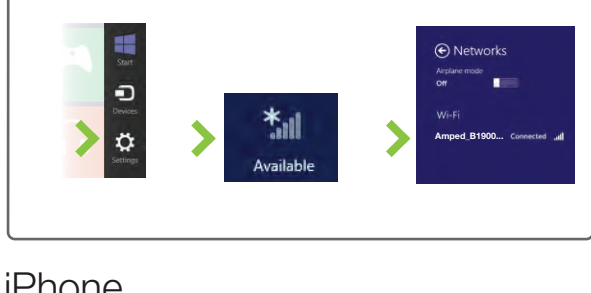 Start
Devices
Settings
Available
Networks
Airplane mode
Off
Wi-Fi
Amped_B1900... Connected
iPhone